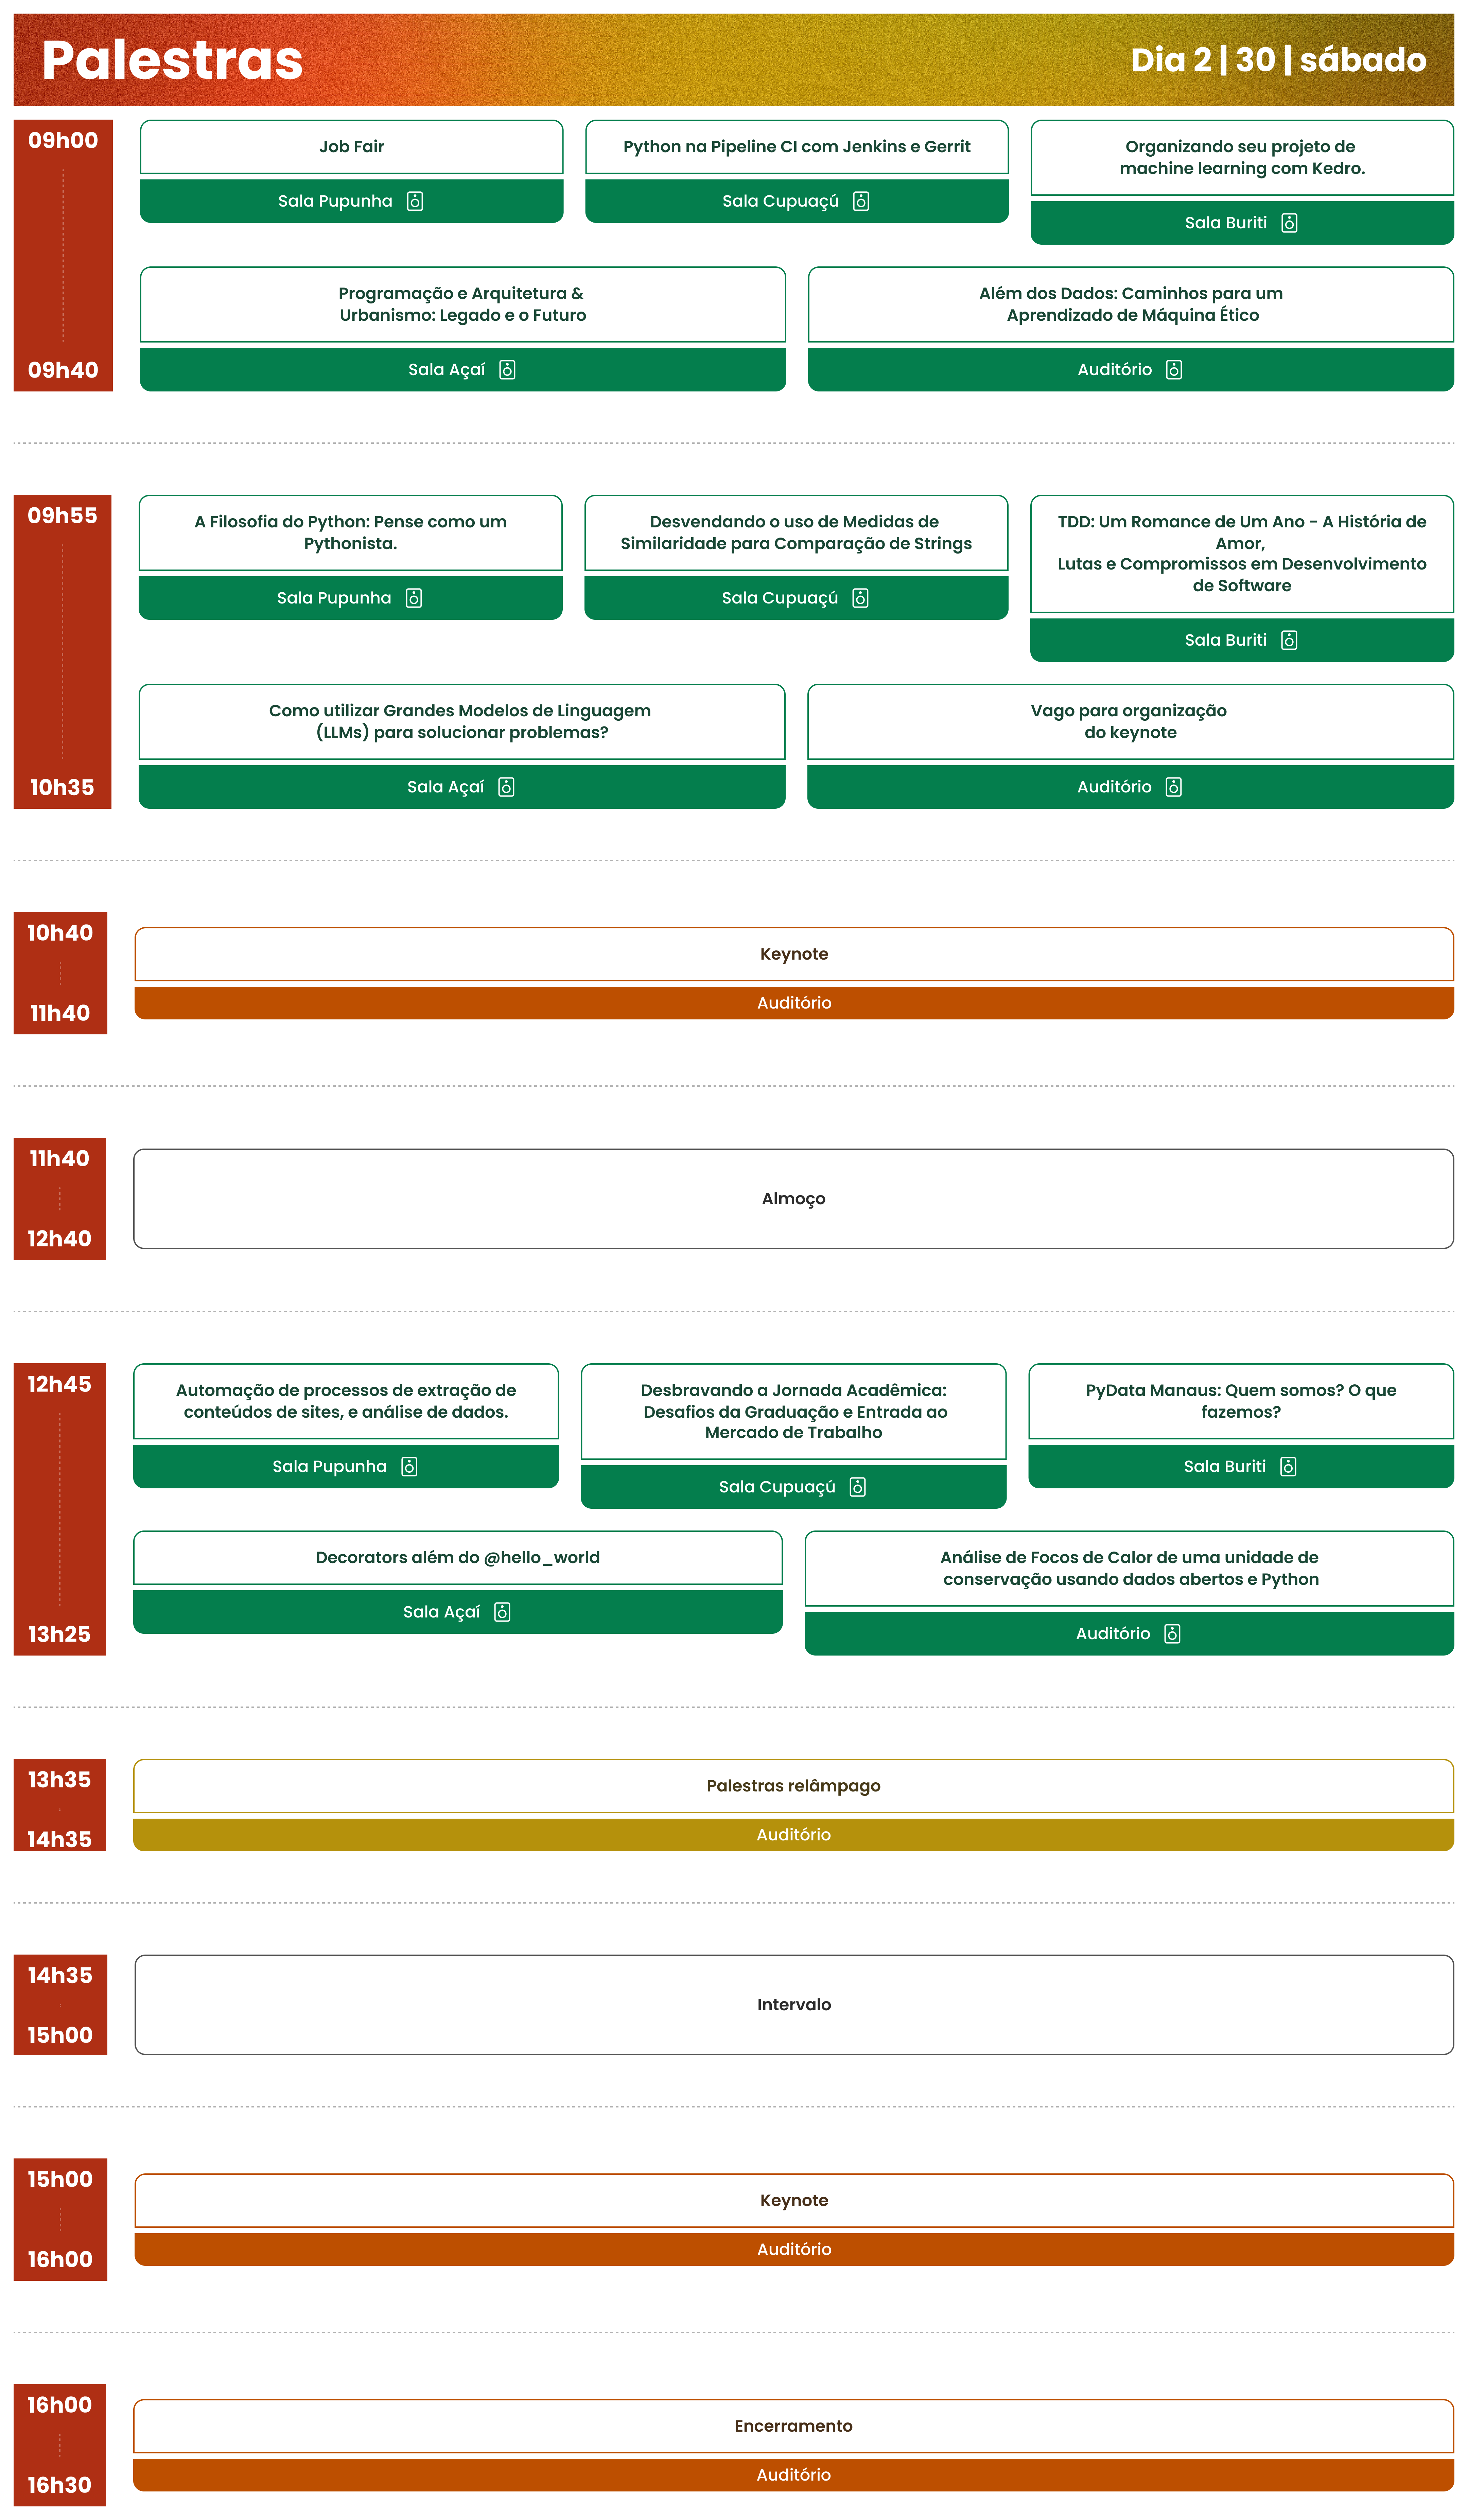 Palestras
Dia 2 | 30 | sábado
09h00
09h40
Job Fair
Sala Pupunha
Python na Pipeline CI com Jenkins e Gerrit
Sala Cupuaçú
Organizando seu projeto de
machine learning com Kedro.
Sala Buriti
Programação e Arquitetura &
Urbanismo: Legado e o Futuro
Sala Açaí
Além dos Dados: Caminhos para um
Aprendizado de Máquina Ético
Auditório
09h55
10h35
A Filosofia do Python: Pense como um
Pythonista.
Sala Pupunha
Desvendando o uso de Medidas de
Similaridade para Comparação de Strings
Sala Cupuaçú
TDD: Um Romance de Um Ano - A História de
Amor,
Lutas e Compromissos em Desenvolvimento
de Software
Sala Buriti
Como utilizar Grandes Modelos de Linguagem
(LLMs) para solucionar problemas?
Sala Açaí
Vago para organização
do keynote
Auditório
10h40
11h40
Keynote
Auditório
11h40
12h40
Almoço
12h45
13h25
Automação de processos de extração de
conteúdos de sites, e análise de dados.
Sala Pupunha
Desbravando a Jornada Acadêmica:
Desafios da Graduação e Entrada ao
Mercado de Trabalho
Sala Cupuaçú
PyData Manaus: Quem somos? O que
fazemos?
Sala Buriti
Decorators além do @hello_world
Sala Açaí
Análise de Focos de Calor de uma unidade de
conservação usando dados abertos e Python
Auditório
13h35
14h35
Palestras relâmpago
Auditório
14h35
15h00
Intervalo
15h00
16h00
Keynote
Auditório
16h00
16h30
Encerramento
Auditório